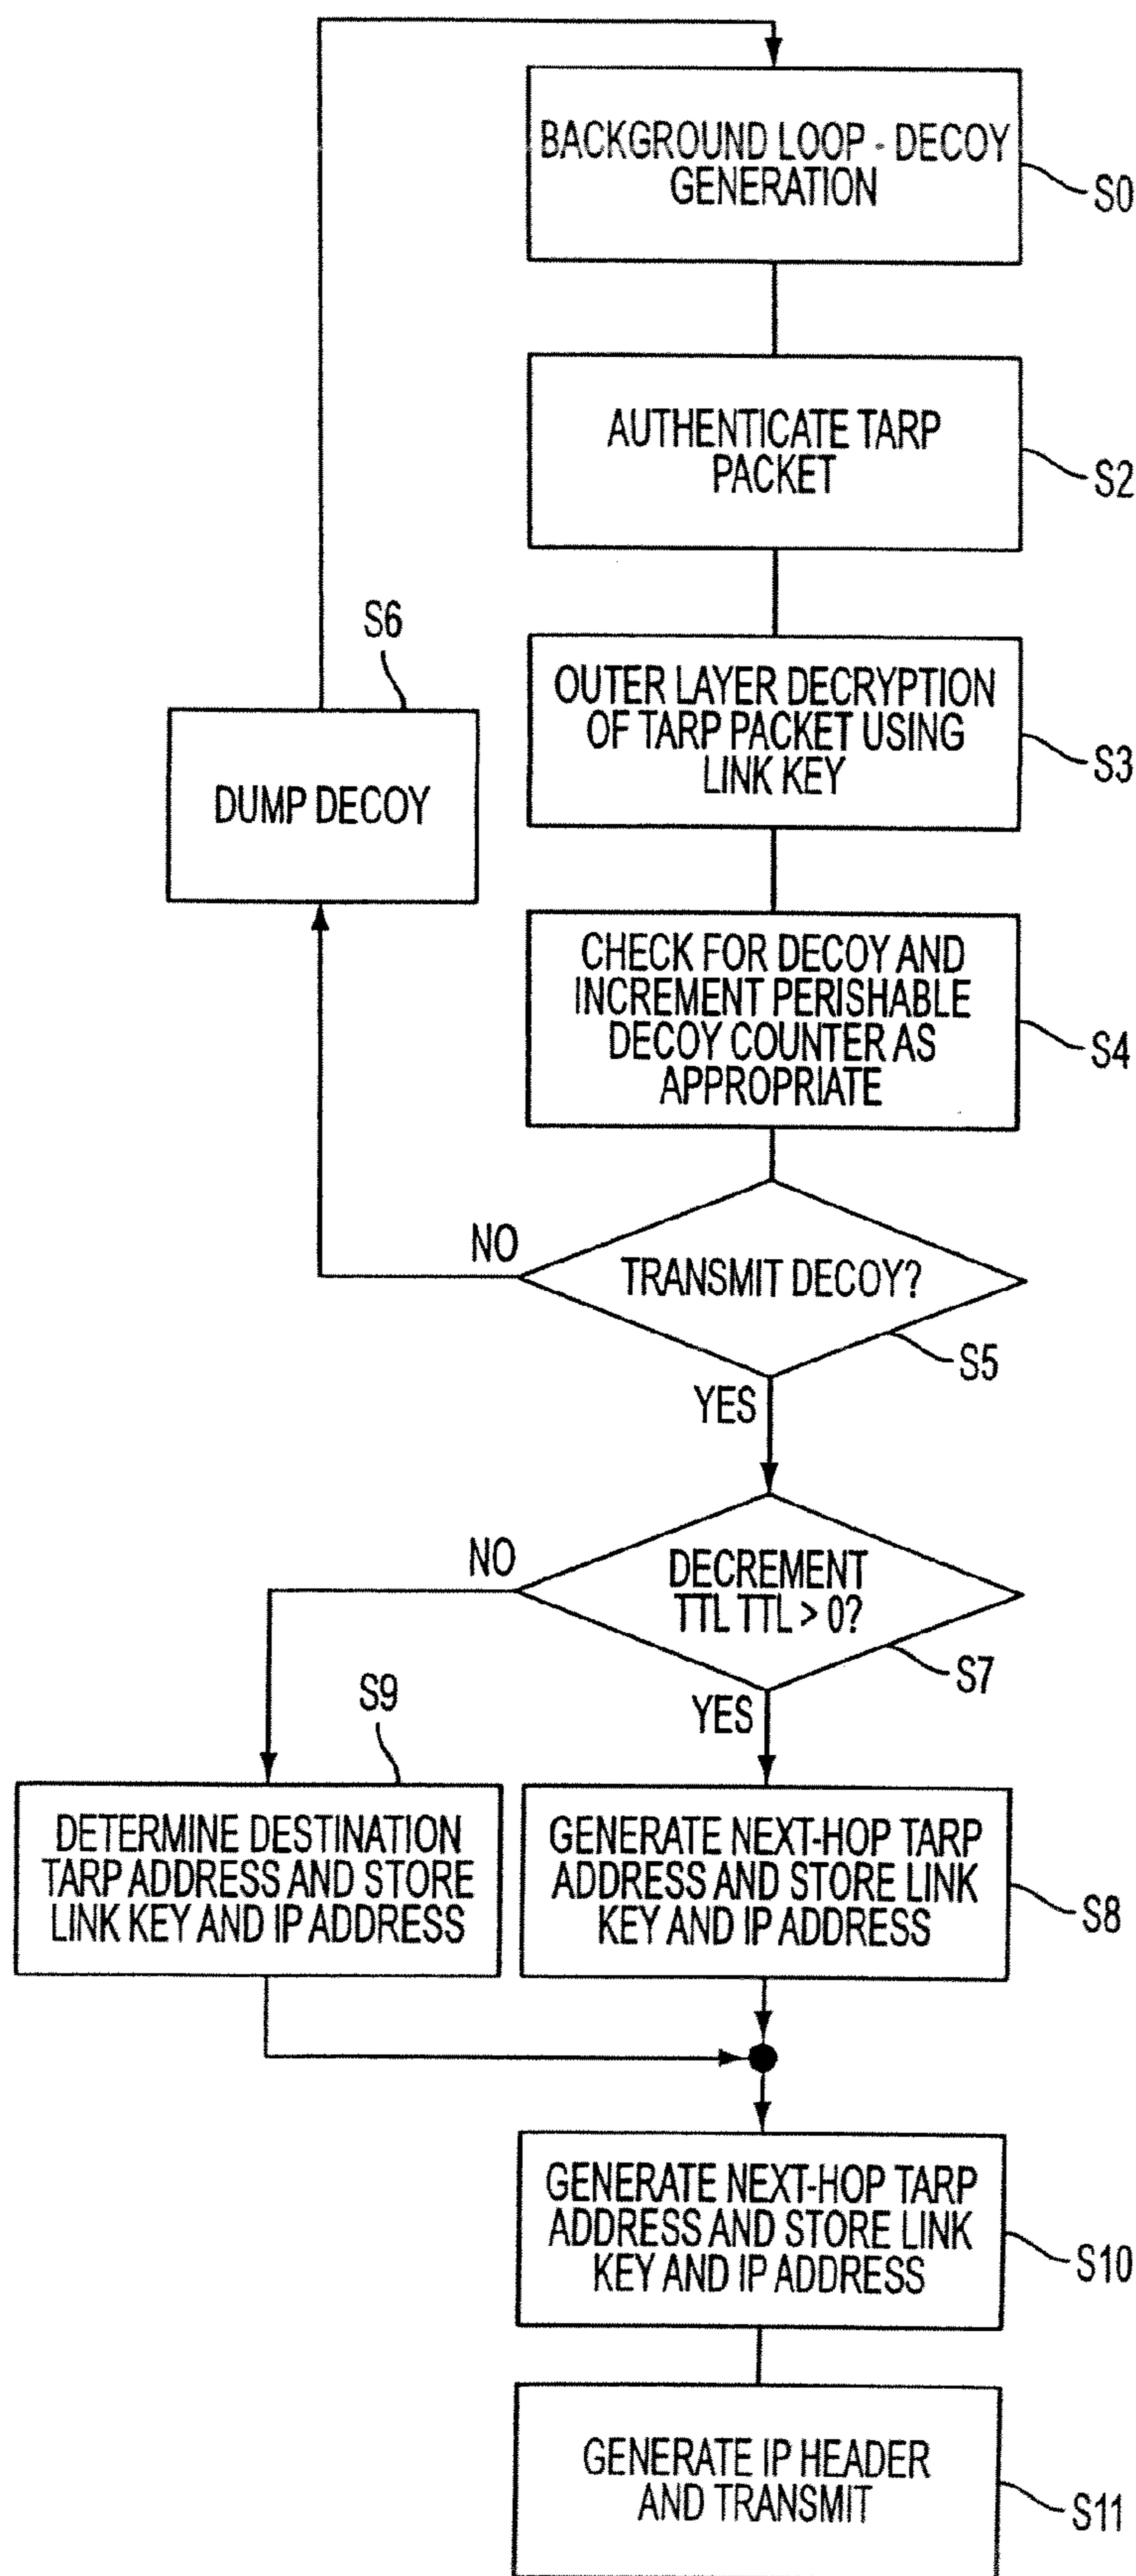 BACKGROUND LOOP - DECOY
GENERATION
S0
AUTHENTICATE TARP
PACKET
S2
OUTER LAYER DECRYPTION
OF TARP PACKET USING
LINK KEY
S3
S6
DUMP DECOY
CHECK FOR DECOY AND
INCREMENT PERISHABLE
DECOY COUNTER AS
APPROPRIATE
S4
NO
TRANSMIT DECOY?
S5
YES
NO
DECREMENT
TTL TTL > 0?
S7
YES
S9
DETERMINE DESTINATION
TARP ADDRESS AND STORE
LINK KEY AND IP ADDRESS
GENERATE NEXT-HOP TARP
ADDRESS AND STORE LINK
KEY AND IP ADDRESS
S8
GENERATE NEXT-HOP TARP
ADDRESS AND STORE LINK
KEY AND IP ADDRESS
S10
GENERATE IP HEADER
AND TRANSMIT
S11